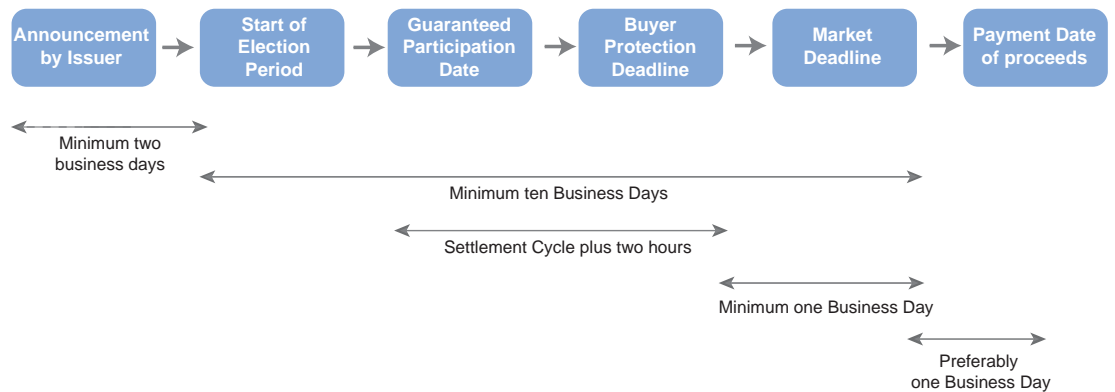 Announcement
by Issuer
Start of
Election
Period
Guaranteed
Participation
Date
Buyer
Protection
Deadline
Market
Deadline
Payment Date
of proceeds
Minimum two
business days
Minimum ten Business Days
Settlement Cycle plus two hours
Minimum one Business Day
Preferably
one Business Day